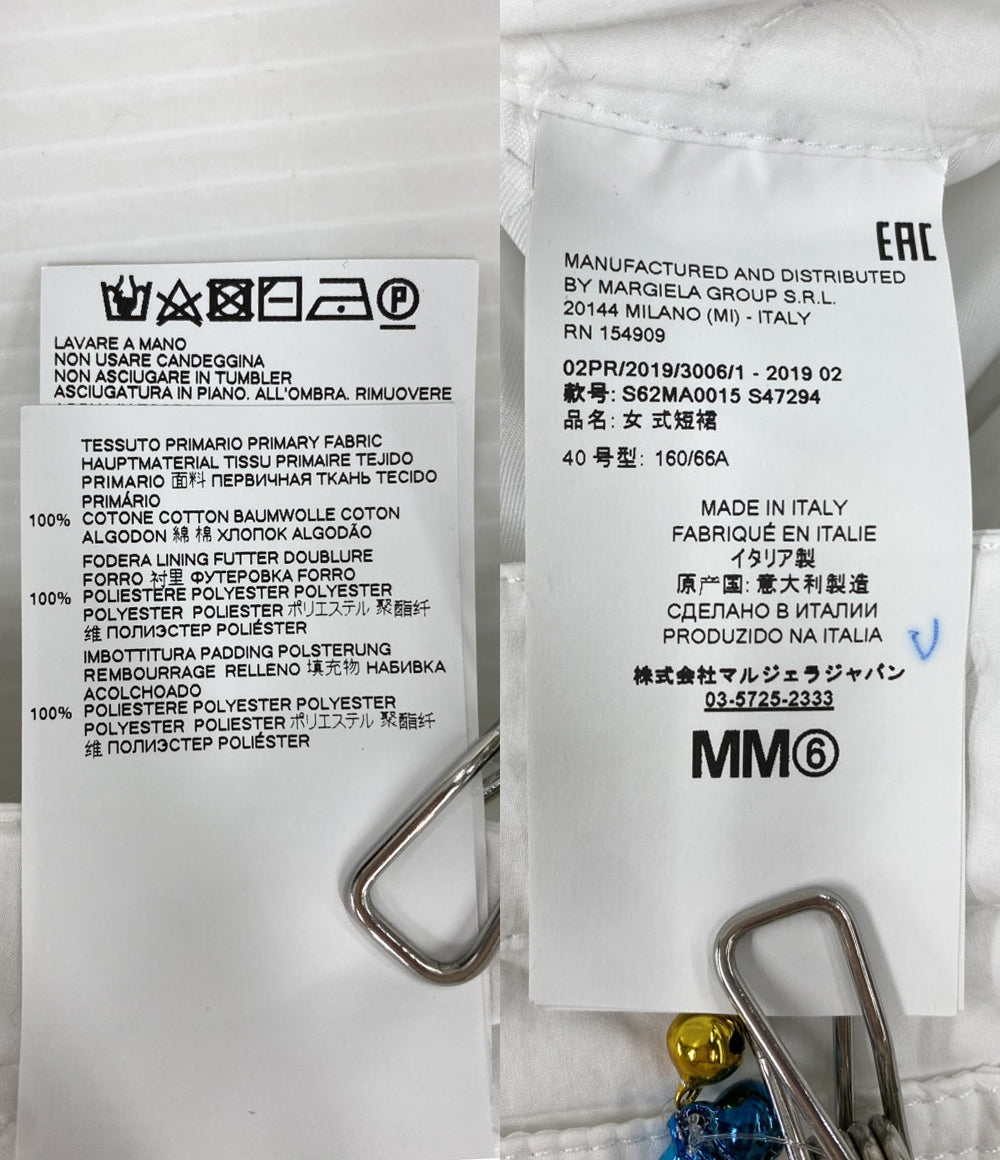 P
LAVARE A MANO
NON USARE CANDEGGINA
NON ASCIUGARE IN TUMBLER
ASCIUGATURA IN PIANO. ALL'OMBRA. RIMUOVERE
TESSUTO PRIMARIO PRIMARY FABRIC
HAUPTMATERIAL TISSU PRIMAIRE TEJIDO
PRIMARIO 面料 ПЕРВИЧНАЯ ТКАНЬ TECIDO
PRIMÁRIO
100% COTONE COTTON BAUMWOLLE COTON
ALGODON 綿 棉 ХЛОПОК ALGODÃO
FODERA LINING FUTTER DOUBLURE
FORRO 衬里 ФУТЕРОВКА FORRO
100% POLIESTERE POLYESTER POLYESTER
POLYESTER POLIESTER ポリエステル 聚酯纤
维 ПОЛИЭСТЕР POLIÉSTER
IMBOTTITURA PADDING POLSTERUNG
REMBOURRAGE RELLENO 填充物 НАБИВКА
ACOLCHOADO
100% POLIESTERE POLYESTER POLYESTER
POLYESTER POLIESTER ポリエステル 聚酯纤
维 ПОЛИЭСТЕР POLIÉSTER
EAC
MANUFACTURED AND DISTRIBUTED
BY MARGIELA GROUP S.R.L.
20144 MILANO (MI) - ITALY
RN 154909
02PR/2019/3006/1 - 2019 02
款号: S62MA0015 S47294
品名: 女 式短裙
40 号型: 160/66A
MADE IN ITALY
FABRIQUÉ EN ITALIE
イタリア製
原产国: 意大利製造
СДЕЛАНО В ИТАЛИИ
PRODUZIDO NA ITALIA
株式会社マルジェラジャパン
03-5725-2333
MM⑥